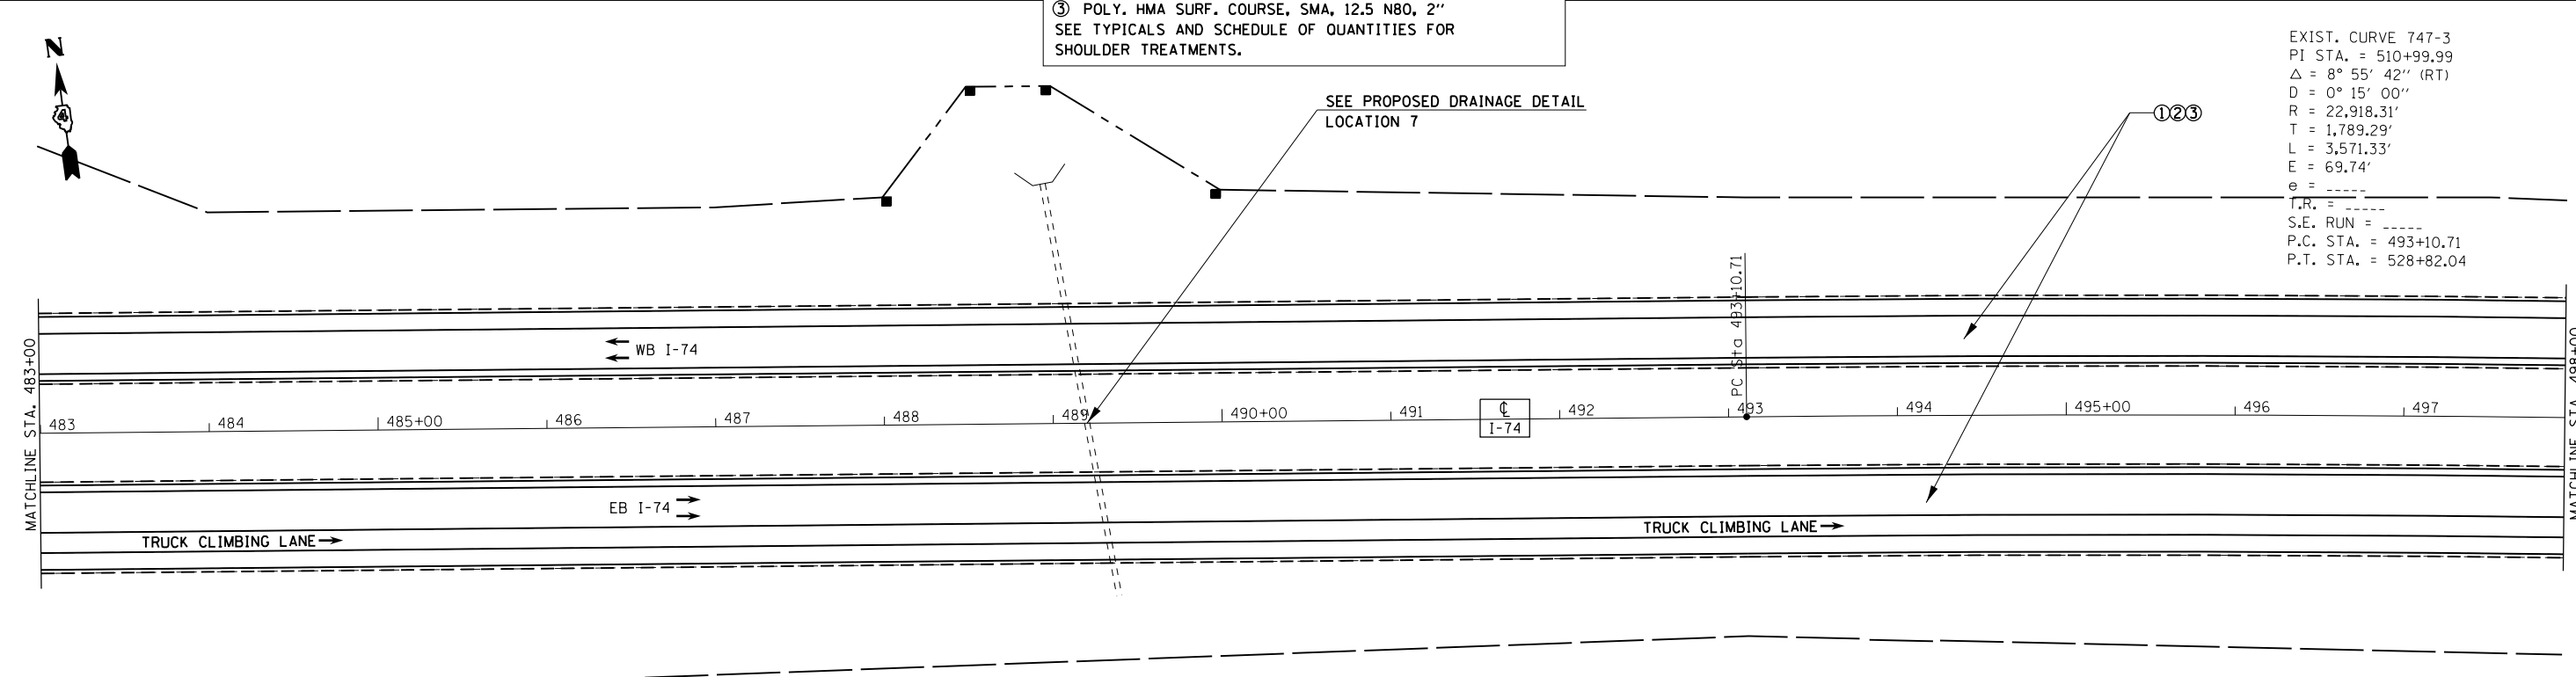 ③ POLY. HMA SURF. COURSE, SMA, 12.5 N80, 2''
SEE TYPICALS AND SCHEDULE OF QUANTITIES FOR
SHOULDER TREATMENTS.
N
4
SEE PROPOSED DRAINAGE DETAIL
LOCATION 7
①②③
EXIST. CURVE 747-3
PI STA. = 510+99.99
Δ = 8° 55' 42'' (RT)
D = 0° 15' 00''
R = 22,918.31'
T = 1,789.29'
L = 3,571.33'
E = 69.74'
e = _____
T.R. = _____
S.E. RUN = _____
P.C. STA. = 493+10.71
P.T. STA. = 528+82.04
MATCHLINE STA. 483+00
WB I-74
PC Sta 493+10.71
483 484 485+00 486 487 488 489 490+00 491 492 493 494 495+00 496 497
℄
I-74
EB I-74
TRUCK CLIMBING LANE
TRUCK CLIMBING LANE
MATCHLINE STA. 498+00